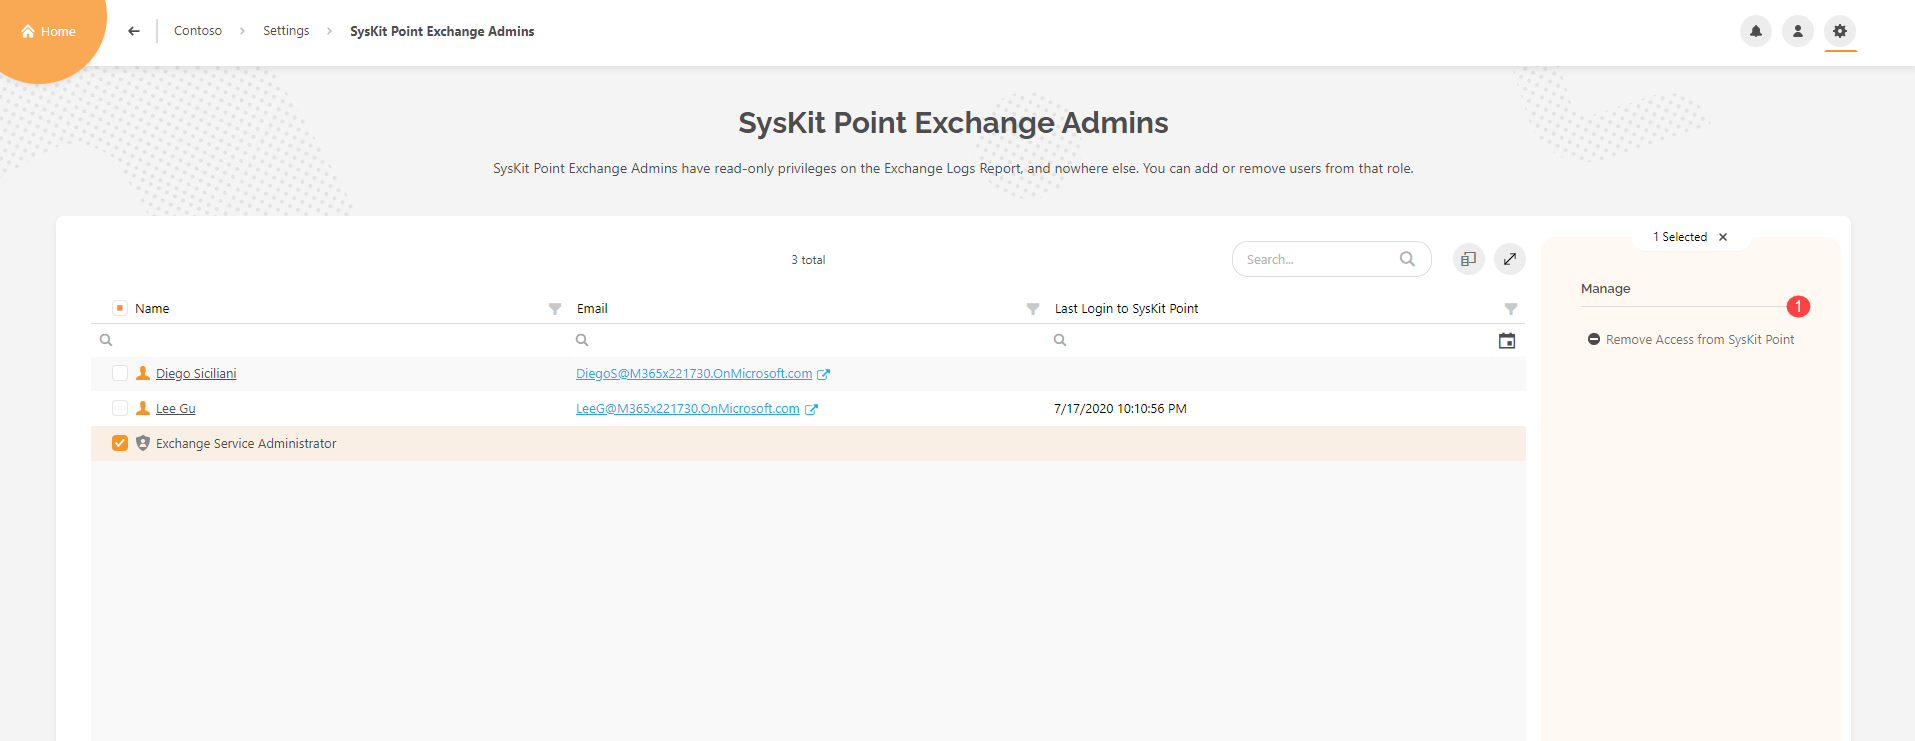 Home
Contoso > Settings > SysKit Point Exchange Admins
SysKit Point Exchange Admins
SysKit Point Exchange Admins have read-only privileges on the Exchange Logs Report, and nowhere else. You can add or remove users from that role.
3 total
Search...
1 Selected
Name Email Last Login to SysKit Point
Diego Siciliani DiegoS@M365x221730.OnMicrosoft.com
Lee Gu LeeG@M365x221730.OnMicrosoft.com 7/17/2020 10:10:56 PM
Exchange Service Administrator
Manage
1
Remove Access from SysKit Point